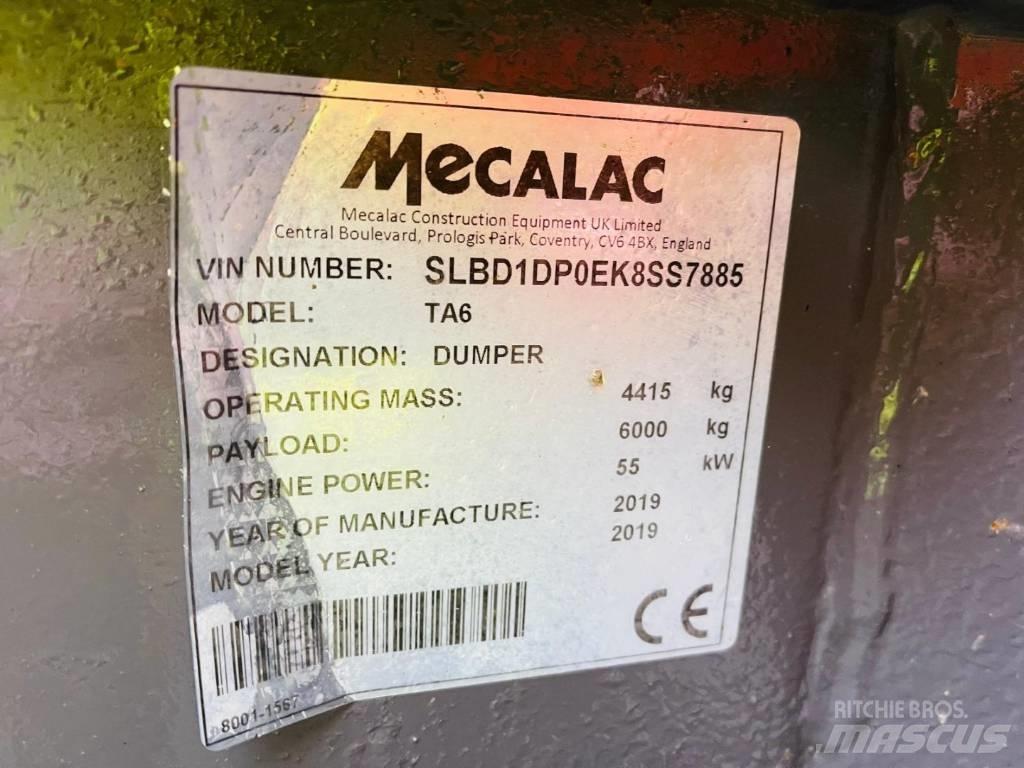 MECALAC
Mecalac Construction Equipment UK Limited
Central Boulevard, Prologis Park, Coventry, CV6 4BX, England
VIN NUMBER: SLBD1DP0EK8SS7885
MODEL: TA6
DESIGNATION: DUMPER
OPERATING MASS: 4415 kg
PAYLOAD: 6000 kg
ENGINE POWER: 55 kW
YEAR OF MANUFACTURE: 2019
MODEL YEAR: 2019
CE
8001-1567
RITCHIE BROS.
MASCUS